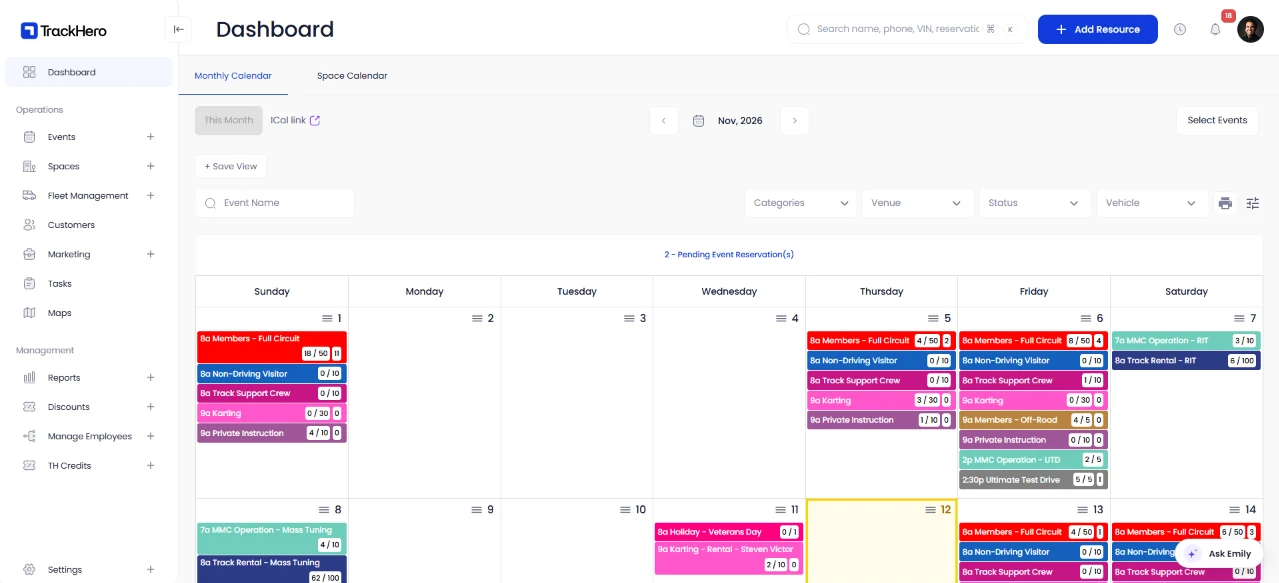 TrackHero
Dashboard
Search name, phone, VIN, reservatic ⌘ K
+ Add Resource
18
Dashboard
Operations
Events +
Spaces +
Fleet Management +
Customers
Marketing +
Tasks
Maps
Management
Reports +
Discounts +
Manage Employees +
TH Credits +
Settings +
Monthly Calendar Space Calendar
This Month ICal link
< Nov, 2026 >
Select Events
+ Save View
Event Name
Categories Venue Status Vehicle
2 - Pending Event Reservation(s)
Sunday Monday Tuesday Wednesday Thursday Friday Saturday
1
8a Members - Full Circuit
18 / 50 11
8a Non-Driving Visitor 0 / 10
8a Track Support Crew 0 / 10
9a Karting 0 / 30 0
9a Private Instruction 4 / 10 0
2
3
4
5
8a Members - Full Circuit 4 / 50 2
8a Non-Driving Visitor 0 / 10
8a Track Support Crew 0 / 10
9a Karting 3 / 30 0
9a Private Instruction 1 / 10 0
6
8a Members - Full Circuit 8 / 50 4
8a Non-Driving Visitor 0 / 10
8a Track Support Crew 1 / 10
9a Karting 0 / 30 0
9a Members - Off-Road 4 / 5 0
9a Private Instruction 0 / 10 0
2p MMC Operation - UTD 2 / 5
2:30p Ultimate Test Drive 5 / 5 1
7
7a MMC Operation - RIT 3 / 10
8a Track Rental - RIT 6 / 100
8
7a MMC Operation - Mass Tuning
4 / 10
8a Track Rental - Mass Tuning
62 / 100
9
10
11
8a Holiday - Veterans Day 0 / 1
9a Karting - Rental - Steven Victor
2 / 10 0
12
13
8a Members - Full Circuit 4 / 50 1
8a Non-Driving Visitor 0 / 10
8a Track Support Crew 0 / 10
14
8a Members - Full Circuit 6 / 50 3
8a Non-Driving
8a Track Support Crew 0 / 10
Ask Emily